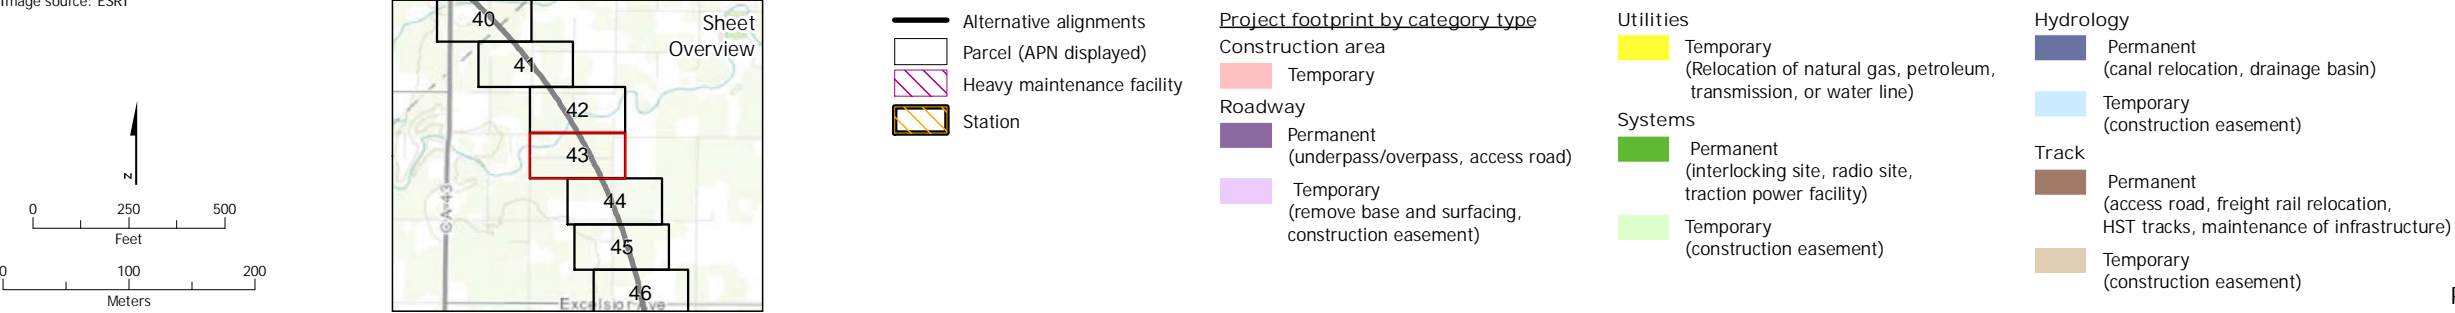 Image source: ESRI
N
0 250 500
Feet
0 100 200
Meters
Sheet
Overview
40
41
42
43
44
45
46
CA-43
Excelsior Ave
Alternative alignments
Parcel (APN displayed)
Heavy maintenance facility
Station
Project footprint by category type
Construction area
Temporary
Roadway
Permanent
(underpass/overpass, access road)
Temporary
(remove base and surfacing,
construction easement)
Utilities
Temporary
(Relocation of natural gas, petroleum,
transmission, or water line)
Systems
Permanent
(interlocking site, radio site,
traction power facility)
Temporary
(construction easement)
Hydrology
Permanent
(canal relocation, drainage basin)
Temporary
(construction easement)
Track
Permanent
(access road, freight rail relocation,
HST tracks, maintenance of infrastructure)
Temporary
(construction easement)